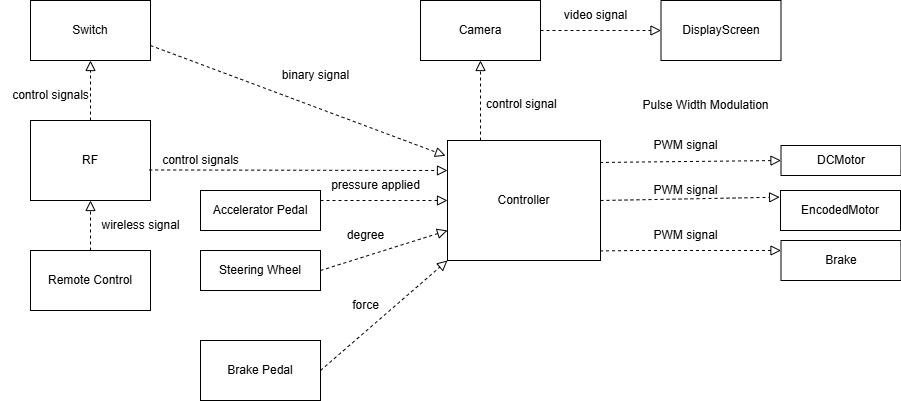 Switch
Camera
video signal
DisplayScreen
binary signal
control signals
control signal
Pulse Width Modulation
RF
control signals
PWM signal
DCMotor
pressure applied
Controller
PWM signal
Accelerator Pedal
EncodedMotor
wireless signal
degree
PWM signal
Brake
Remote Control
Steering Wheel
force
Brake Pedal